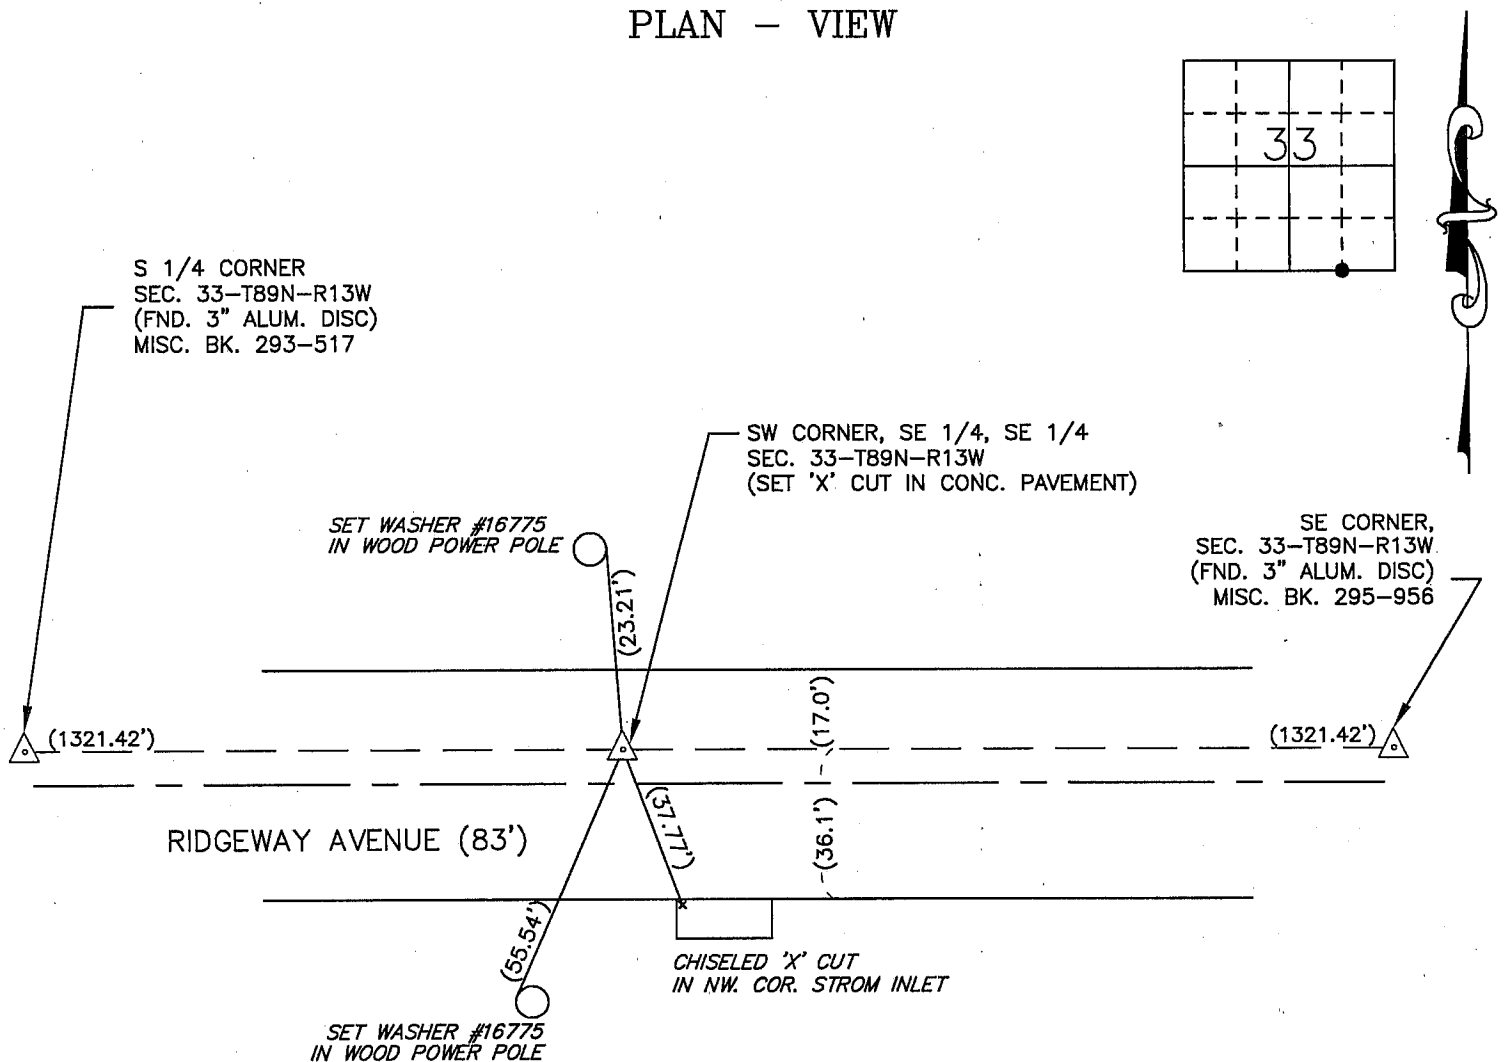 PLAN - VIEW
33
S 1/4 CORNER
SEC. 33-T89N-R13W
(FND. 3" ALUM. DISC)
MISC. BK. 293-517
SW CORNER, SE 1/4, SE 1/4
SEC. 33-T89N-R13W
(SET 'X' CUT IN CONC. PAVEMENT)
SET WASHER #16775
IN WOOD POWER POLE
SE CORNER,
SEC. 33-T89N-R13W
(FND. 3" ALUM. DISC)
MISC. BK. 295-956
(23.21')
(17.0')
(1321.42')
(1321.42')
(37.77')
(36.1')
RIDGEWAY AVENUE (83')
(55.54')
CHISELED 'X' CUT
IN NW. COR. STROM INLET
SET WASHER #16775
IN WOOD POWER POLE